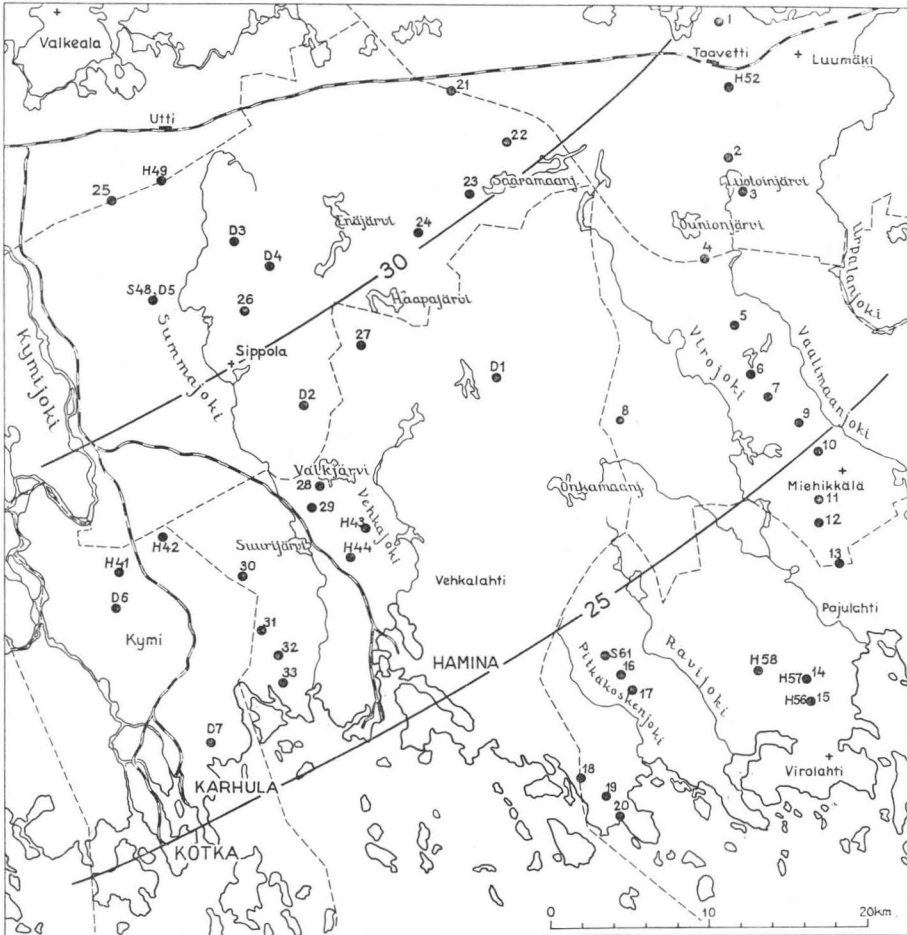 1
Valkeala
Taavetti
Luumäki
H52
21
Utti
22
2
H49
Saaramaanj.
23
Luotoinjärvi
3
25
Enäjärvi
24
Urpalanjoki
D3
4
D4
30
S48, D5
Haapajärvi
26
5
Summajoki
Kymijoki
27
Virojoki
Vaalimaanjoki
Sippola
6
D1
7
D2
8
9
10
Valkjärvi
28
Onkamaanj.
Miehikkälä
11
29
Vehkajoki
H43
12
H42
Suurijärvi
H44
13
H41
30
Vehkalahti
25
D6
Pajulahti
Kymi
31
32
HAMINA
S61
16
H58
H57
14
33
17
H56
15
Pitkäkoskenjoki
Ravijoki
D7
Virolahti
18
KARHULA
19
20
KOTKA
0 10 20km